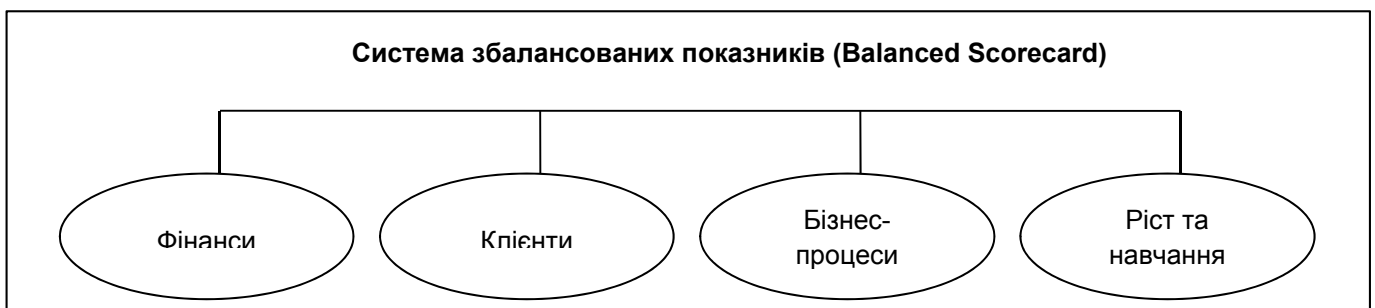 Система збалансованих показників (Balanced Scorecard)
Фінанси
Клієнти
Бізнес-
процеси
Ріст та
навчання